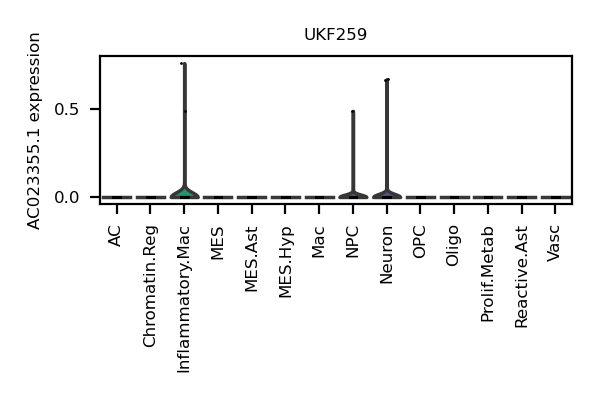 UKF259
AC023355.1 expression
0.5
0.0
AC
Chromatin.Reg
Inflammatory.Mac
MES
MES.Ast
MES.Hyp
Mac
NPC
Neuron
OPC
Oligo
Prolif.Metab
Reactive.Ast
Vasc